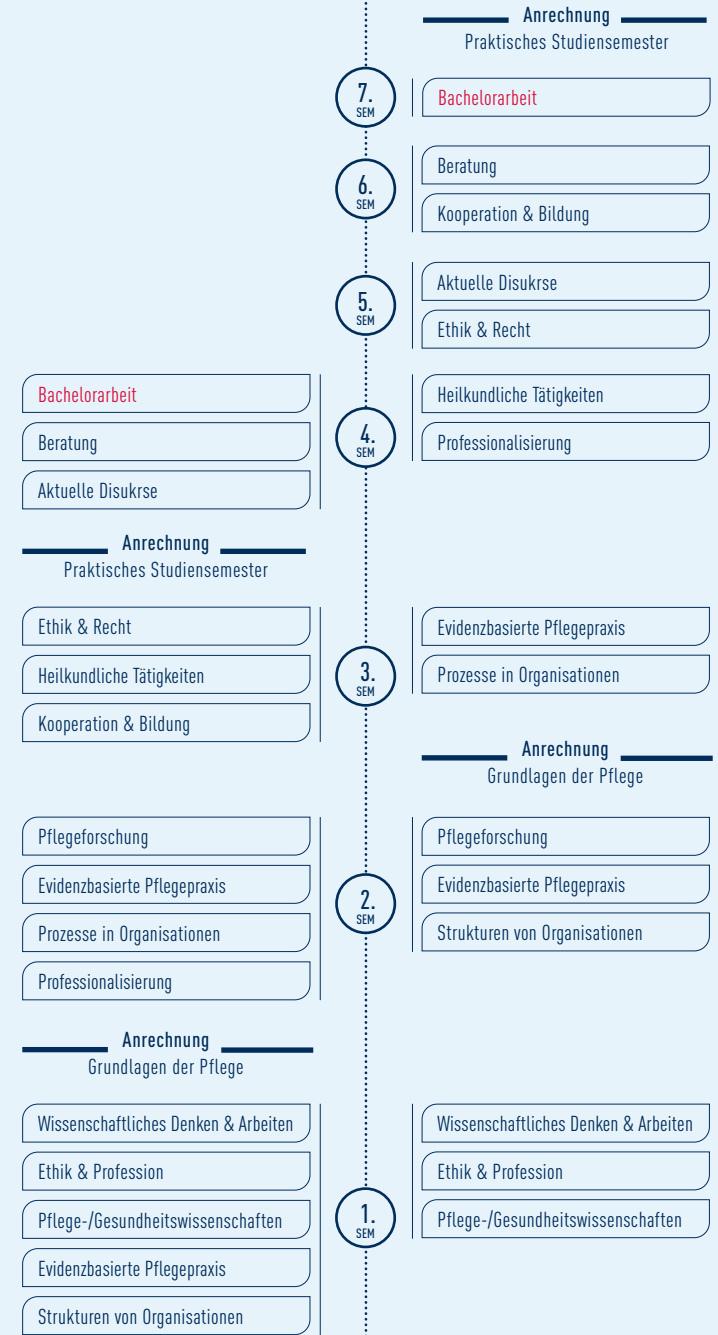 Anrechnung
Praktisches Studiensemester
7.
SEM
Bachelorarbeit
6.
SEM
Beratung
Kooperation & Bildung
5.
SEM
Aktuelle Disukrse
Ethik & Recht
Bachelorarbeit
Beratung
Aktuelle Disukrse
4.
SEM
Heilkundliche Tätigkeiten
Professionalisierung
Anrechnung
Praktisches Studiensemester
Ethik & Recht
Heilkundliche Tätigkeiten
Kooperation & Bildung
3.
SEM
Evidenzbasierte Pflegepraxis
Prozesse in Organisationen
Anrechnung
Grundlagen der Pflege
Pflegeforschung
Evidenzbasierte Pflegepraxis
Prozesse in Organisationen
Professionalisierung
2.
SEM
Pflegeforschung
Evidenzbasierte Pflegepraxis
Strukturen von Organisationen
Anrechnung
Grundlagen der Pflege
Wissenschaftliches Denken & Arbeiten
Ethik & Profession
Pflege-/Gesundheitswissenschaften
Evidenzbasierte Pflegepraxis
Strukturen von Organisationen
1.
SEM
Wissenschaftliches Denken & Arbeiten
Ethik & Profession
Pflege-/Gesundheitswissenschaften